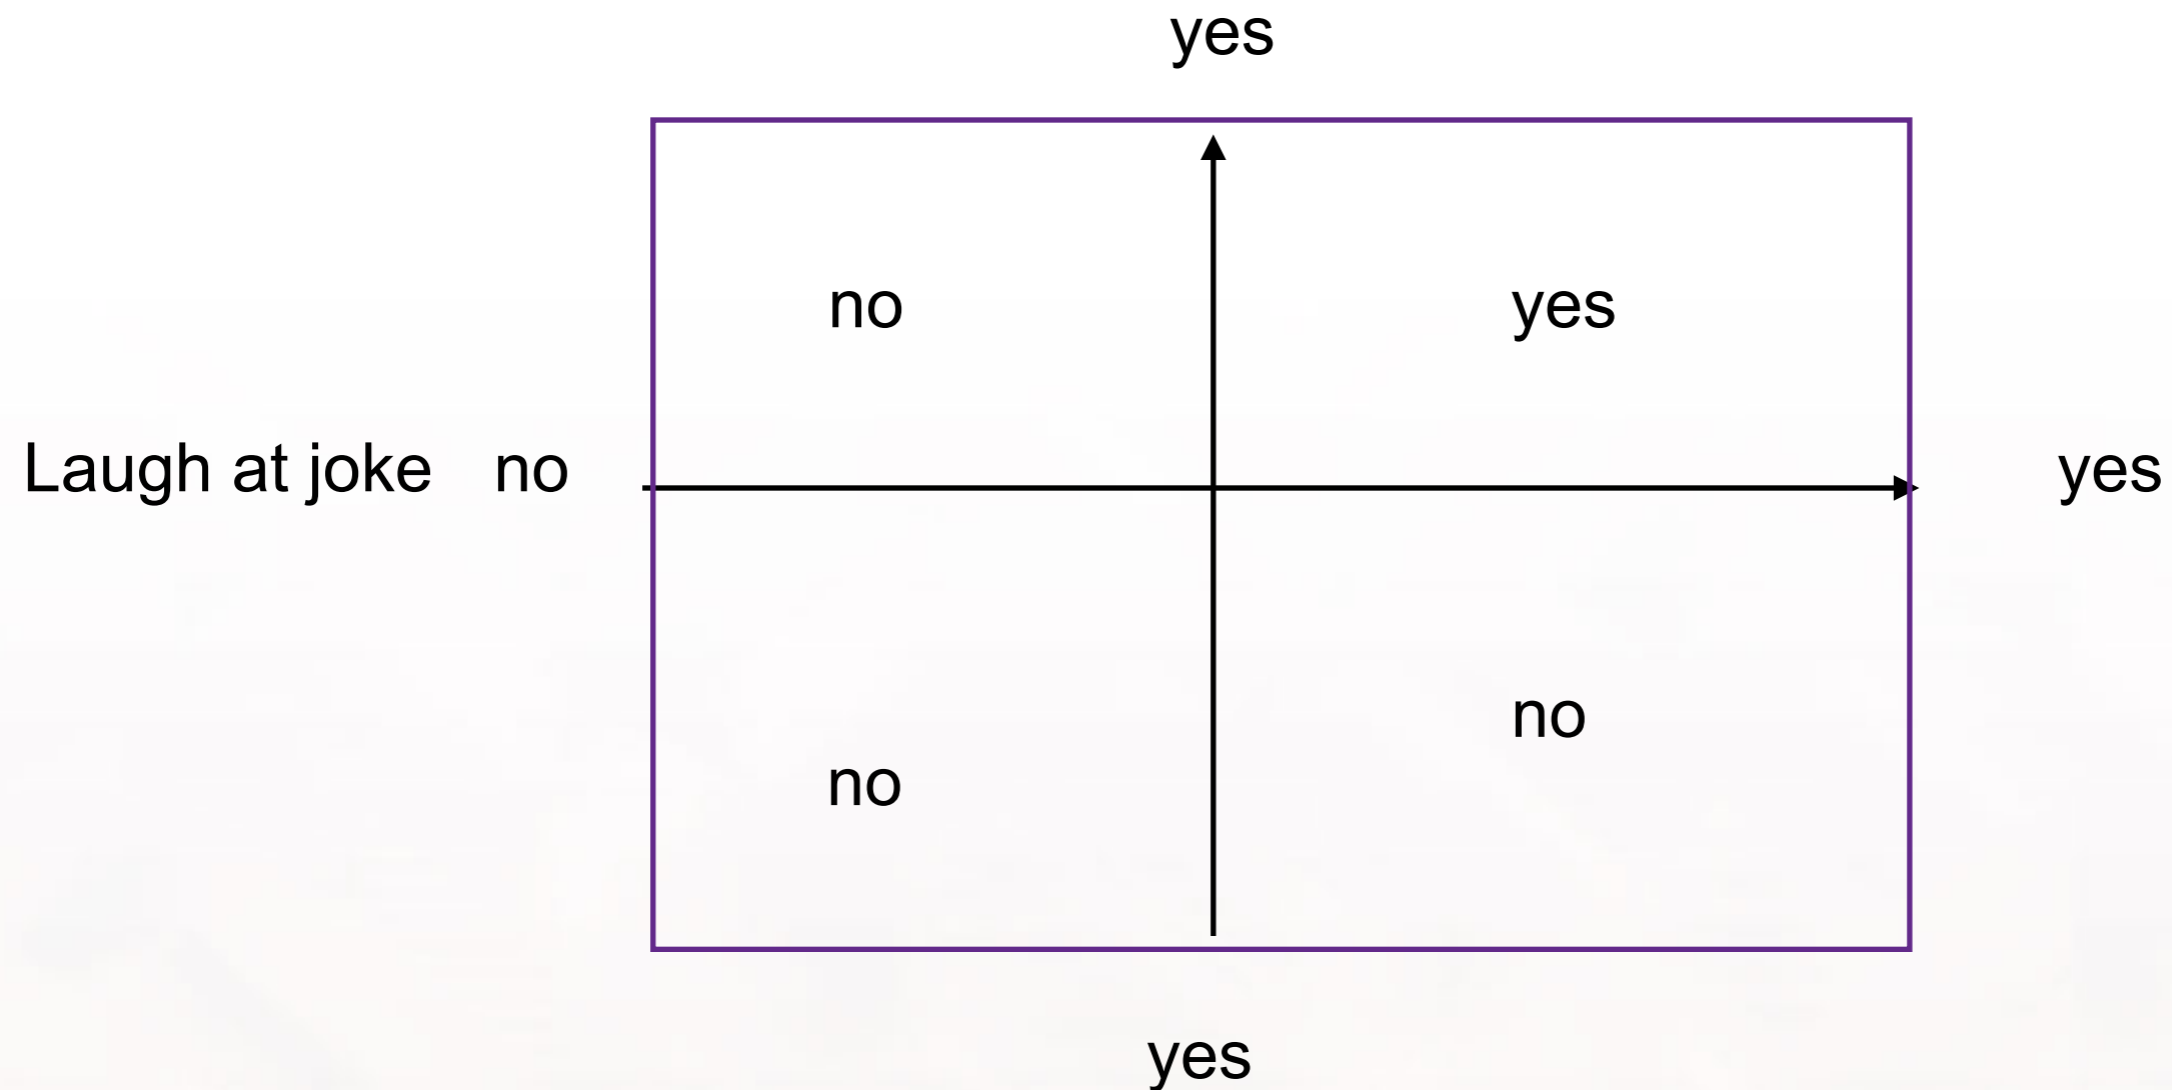 yes
no yes
Laugh at joke no yes
no
no
yes